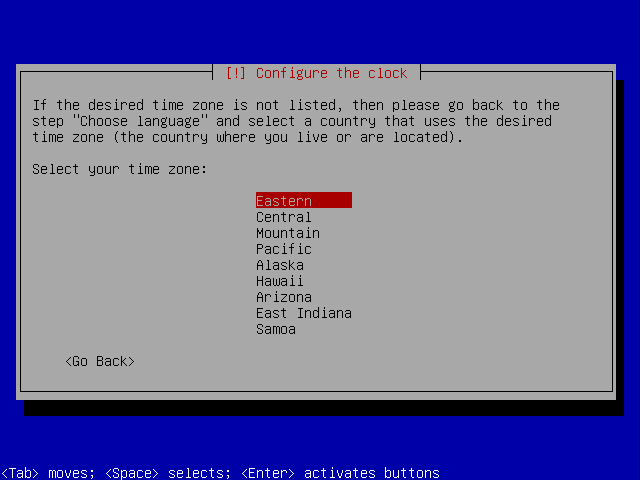 [!] Configure the clock
If the desired time zone is not listed, then please go back to the
step "Choose language" and select a country that uses the desired
time zone (the country where you live or are located).
Select your time zone:
Eastern
Central
Mountain
Pacific
Alaska
Hawaii
Arizona
East Indiana
Samoa
<Go Back>
<Tab> moves; <Space> selects; <Enter> activates buttons